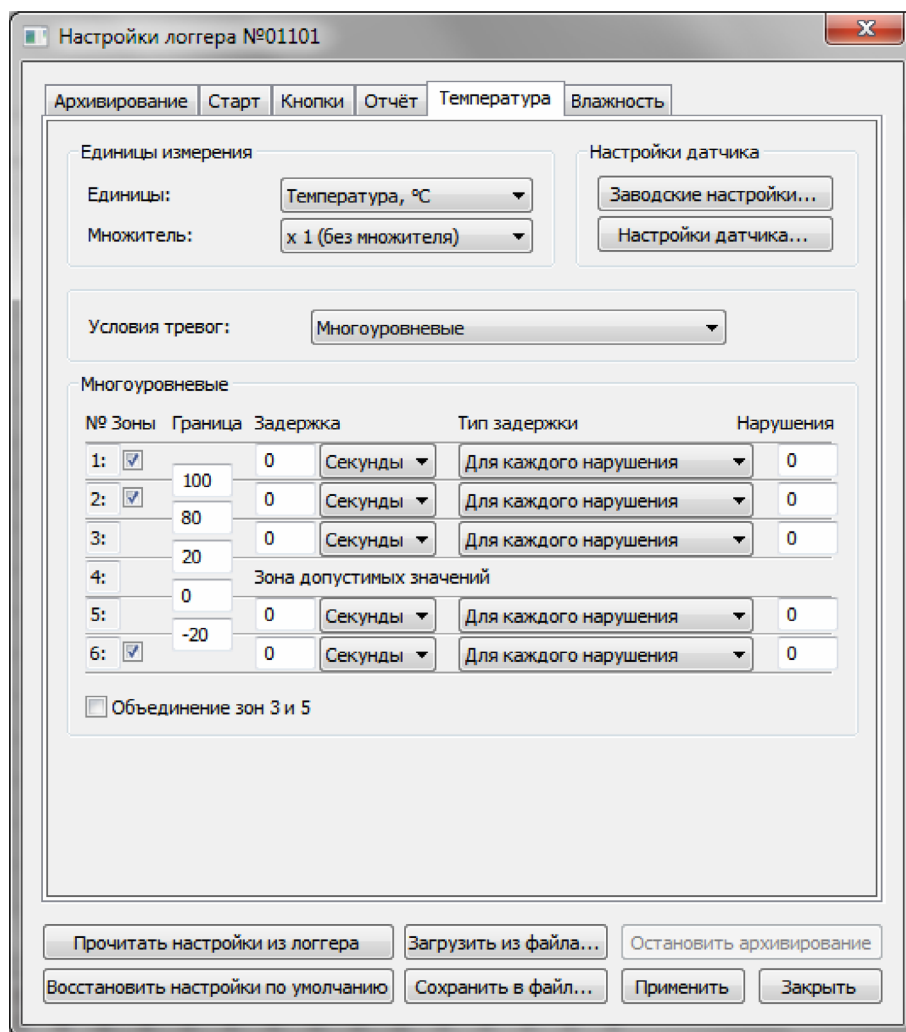 Настройки логгера №01101
X
Архивирование Старт Кнопки Отчёт Температура Влажность
Единицы измерения Настройки датчика
Единицы: Температура, °C Заводские настройки...
Множитель: x 1 (без множителя) Настройки датчика...
Условия тревог: Многоуровневые
Многоуровневые
№ Зоны Граница Задержка Тип задержки Нарушения
1: 0 Секунды Для каждого нарушения 0
100
2: 0 Секунды Для каждого нарушения 0
80
3: 0 Секунды Для каждого нарушения 0
20
4: Зона допустимых значений
0
5: 0 Секунды Для каждого нарушения 0
-20
6: 0 Секунды Для каждого нарушения 0
Объединение зон 3 и 5
Прочитать настройки из логгера Загрузить из файла... Остановить архивирование
Восстановить настройки по умолчанию Сохранить в файл... Применить Закрыть